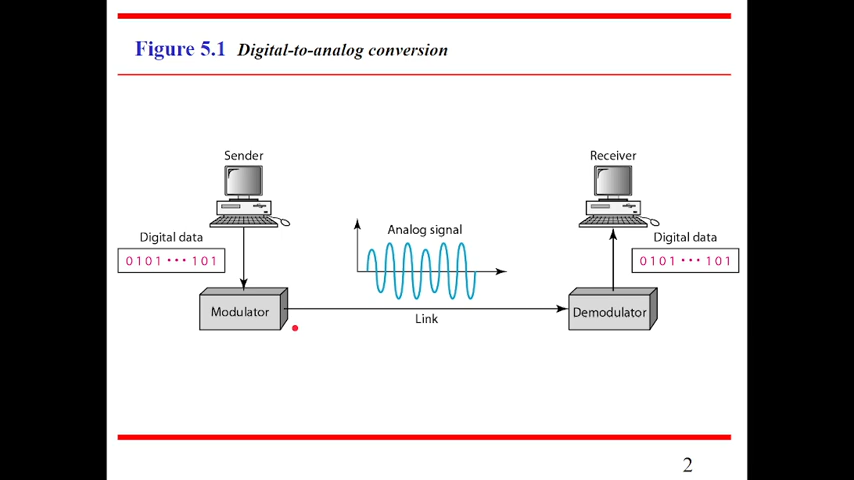 Figure 5.1 Digital-to-analog conversion
Sender
Receiver
Analog signal
Digital data
Digital data
0101 ••• 101
0101 ••• 101
Modulator
Link
Demodulator
2